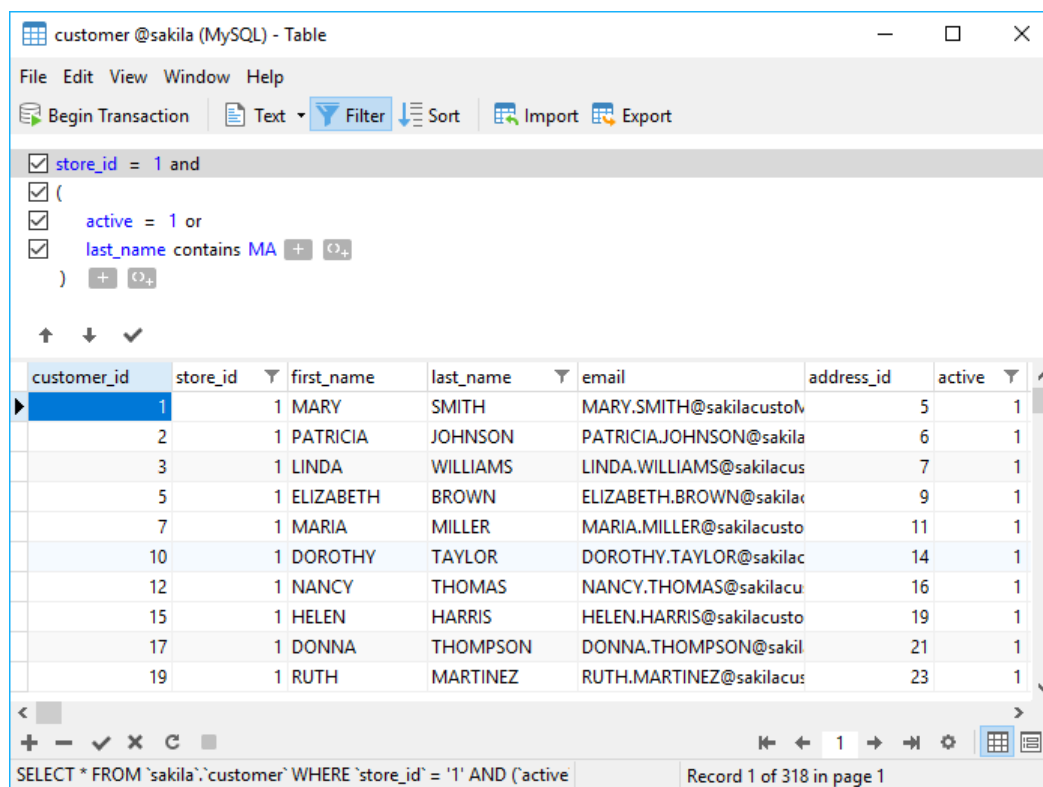 customer @sakila (MySQL) - Table
File Edit View Window Help
Begin Transaction Text Filter Sort Import Export
store_id = 1 and
(
active = 1 or
last_name contains MA
)
customer_id store_id first_name last_name email address_id active
1 1 MARY SMITH MARY.SMITH@sakilacustoM 5 1
2 1 PATRICIA JOHNSON PATRICIA.JOHNSON@sakila 6 1
3 1 LINDA WILLIAMS LINDA.WILLIAMS@sakilacus 7 1
5 1 ELIZABETH BROWN ELIZABETH.BROWN@sakilac 9 1
7 1 MARIA MILLER MARIA.MILLER@sakilacusto 11 1
10 1 DOROTHY TAYLOR DOROTHY.TAYLOR@sakilac 14 1
12 1 NANCY THOMAS NANCY.THOMAS@sakilacu 16 1
15 1 HELEN HARRIS HELEN.HARRIS@sakilacusto 19 1
17 1 DONNA THOMPSON DONNA.THOMPSON@sakil 21 1
19 1 RUTH MARTINEZ RUTH.MARTINEZ@sakilacus 23 1
1
SELECT * FROM `sakila`.`customer` WHERE `store_id` = '1' AND (`active` Record 1 of 318 in page 1